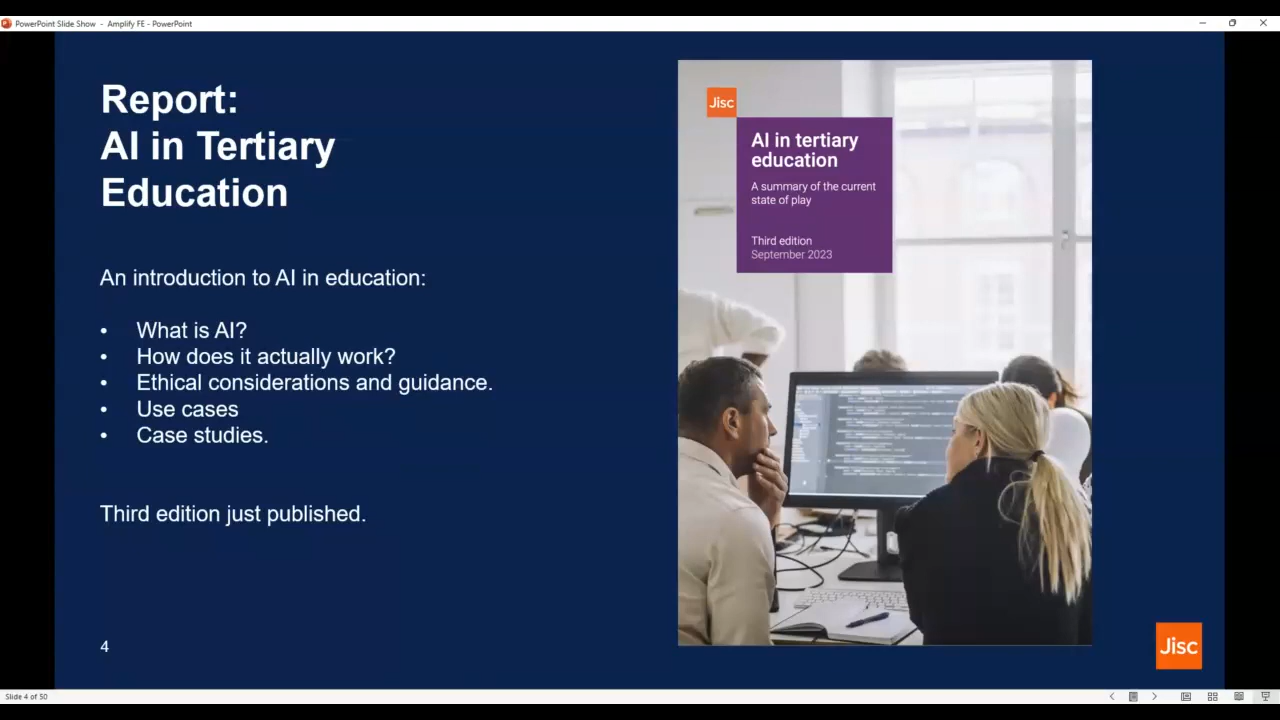 PowerPoint Slide Show - Amplify FE - PowerPoint
Report:
AI in Tertiary
Education
An introduction to AI in education:
• What is AI?
• How does it actually work?
• Ethical considerations and guidance.
• Use cases
• Case studies.
Third edition just published.
4
Jisc
AI in tertiary
education
A summary of the current
state of play
Third edition
September 2023
Jisc
Slide 4 of 50